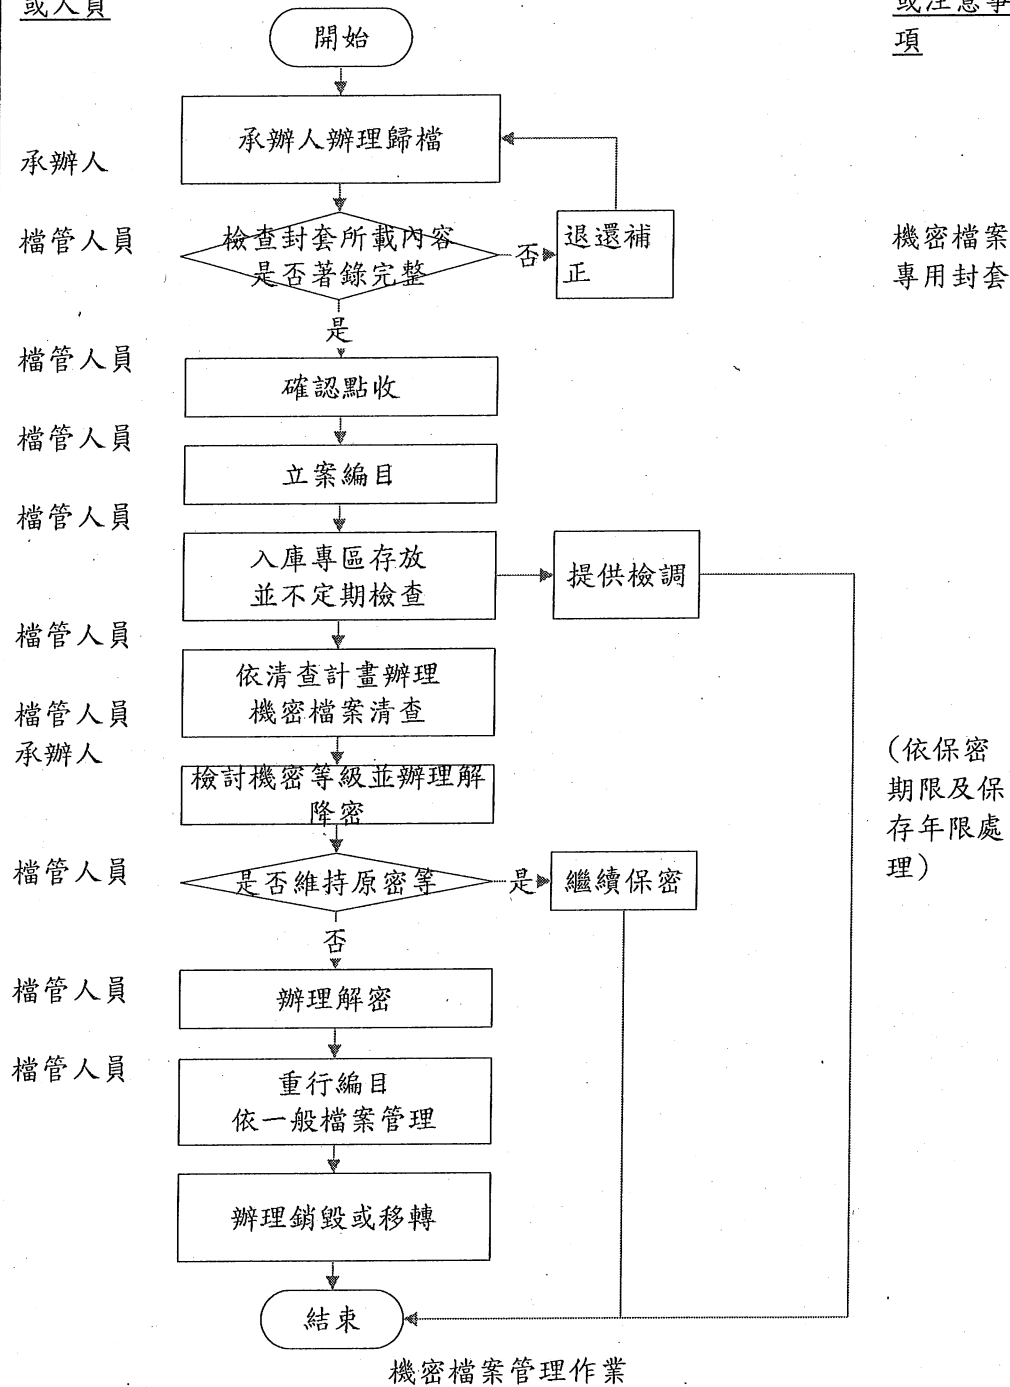 或人員
或注意事
項
開始
承辦人辦理歸檔
承辦人
檔管人員
檢查封套所載內容
是否著錄完整
否
退還補
正
機密檔案
專用封套
是
檔管人員
確認點收
檔管人員
立案編目
檔管人員
入庫專區存放
並不定期檢查
提供檢調
檔管人員
依清查計畫辦理
機密檔案清查
檔管人員
承辦人
檢討機密等級並辦理解
降密
(依保密
期限及保
存年限處
理)
檔管人員
是否維持原密等
是
繼續保密
否
檔管人員
辦理解密
檔管人員
重行編目
依一般檔案管理
辦理銷毀或移轉
結束
機密檔案管理作業